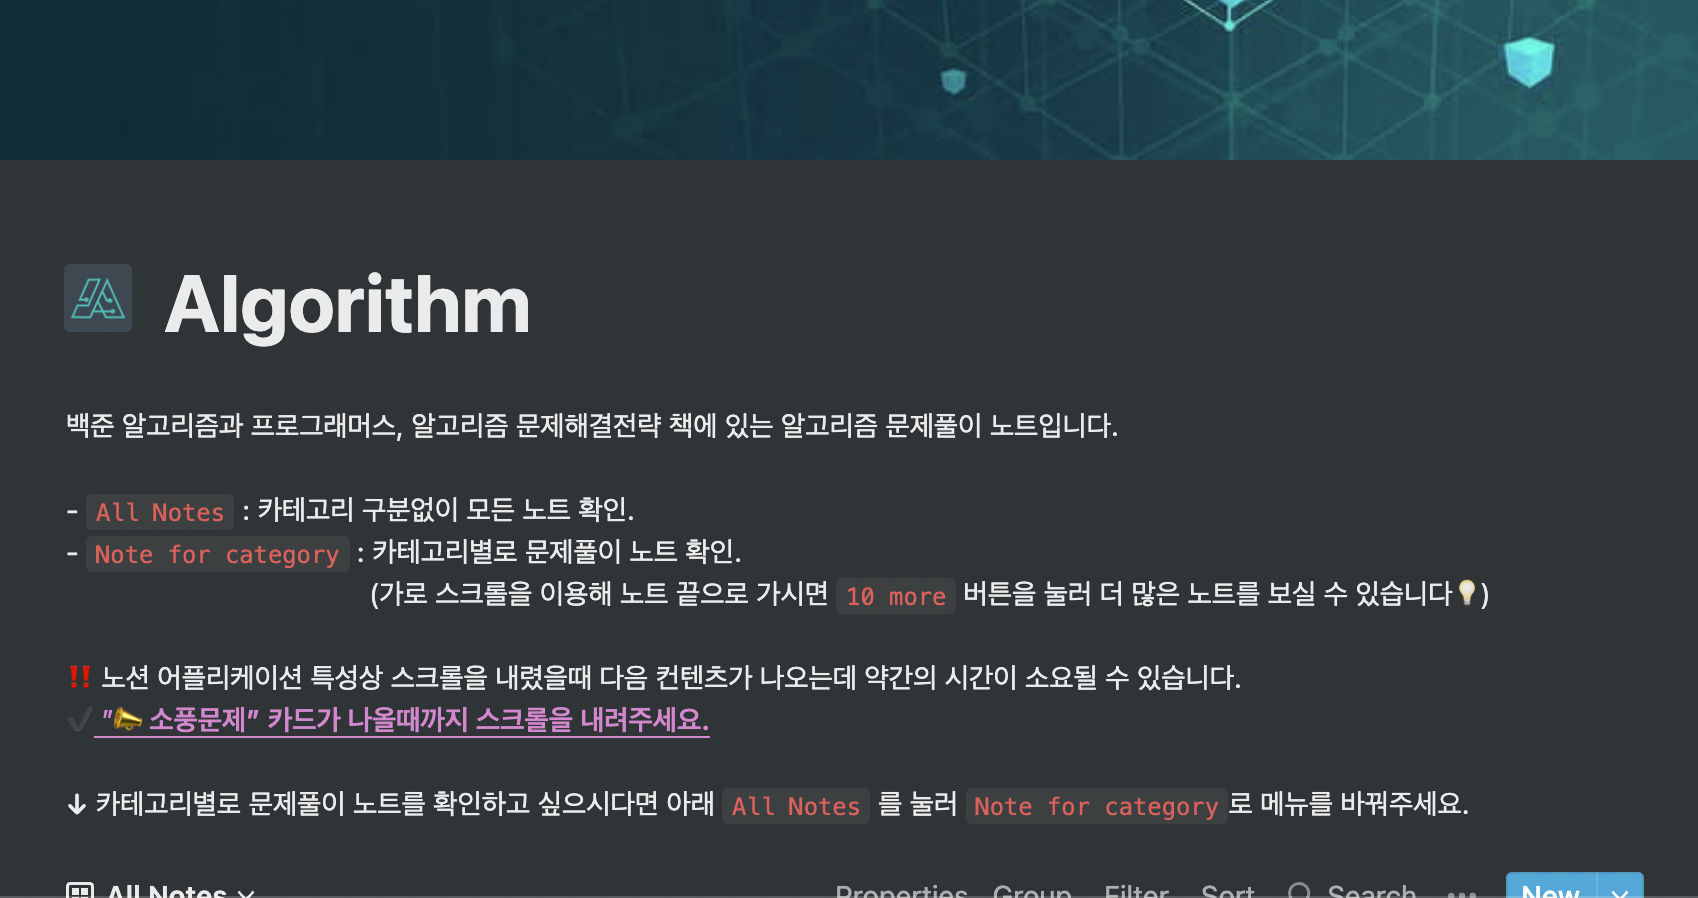 Algorithm
백준 알고리즘과 프로그래머스, 알고리즘 문제해결전략 책에 있는 알고리즘 문제풀이 노트입니다.
- All Notes : 카테고리 구분없이 모든 노트 확인.
- Note for category : 카테고리별로 문제풀이 노트 확인.
(가로 스크롤을 이용해 노트 끝으로 가시면 10 more 버튼을 눌러 더 많은 노트를 보실 수 있습니다💡)
‼️ 노션 어플리케이션 특성상 스크롤을 내렸을때 다음 컨텐츠가 나오는데 약간의 시간이 소요될 수 있습니다.
✔️ "📣 소풍문제" 카드가 나올때까지 스크롤을 내려주세요.
↓ 카테고리별로 문제풀이 노트를 확인하고 싶으시다면 아래 All Notes 를 눌러 Note for category로 메뉴를 바꿔주세요.
All Notes Properties Group Filter Sort Search ••• New